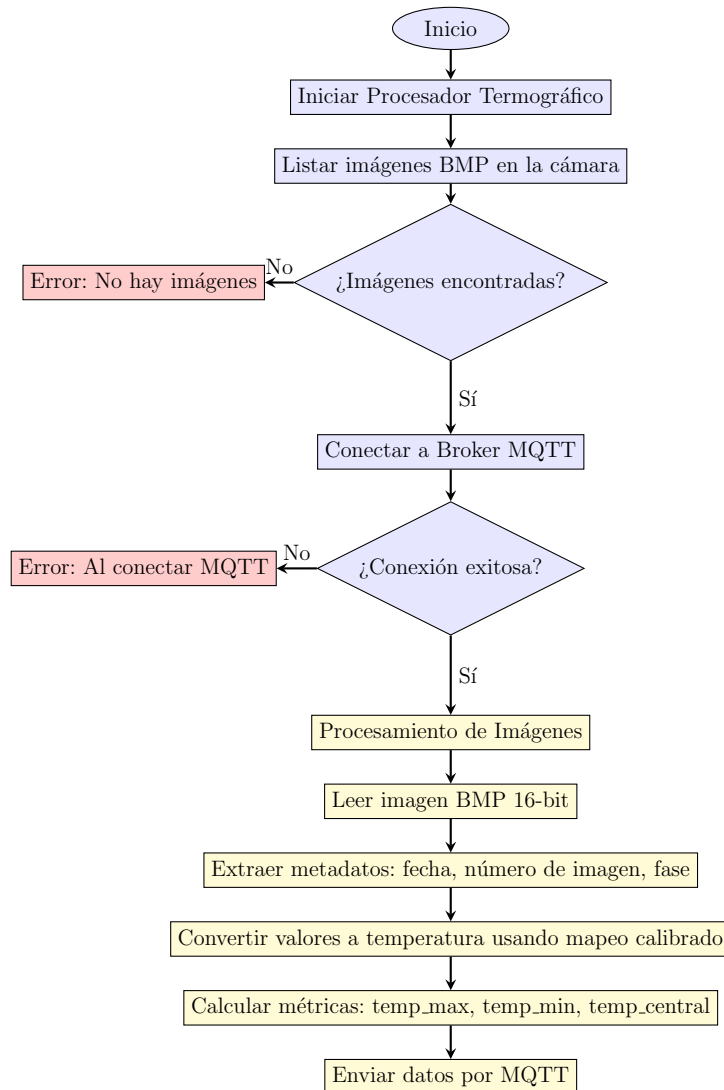 Inicio
Iniciar Procesador Termográfico
Listar imágenes BMP en la cámara
¿Imágenes encontradas?
No
Error: No hay imágenes
Sí
Conectar a Broker MQTT
¿Conexión exitosa?
No
Error: Al conectar MQTT
Sí
Procesamiento de Imágenes
Leer imagen BMP 16-bit
Extraer metadatos: fecha, número de imagen, fase
Convertir valores a temperatura usando mapeo calibrado
Calcular métricas: temp_max, temp_min, temp_central
Enviar datos por MQTT